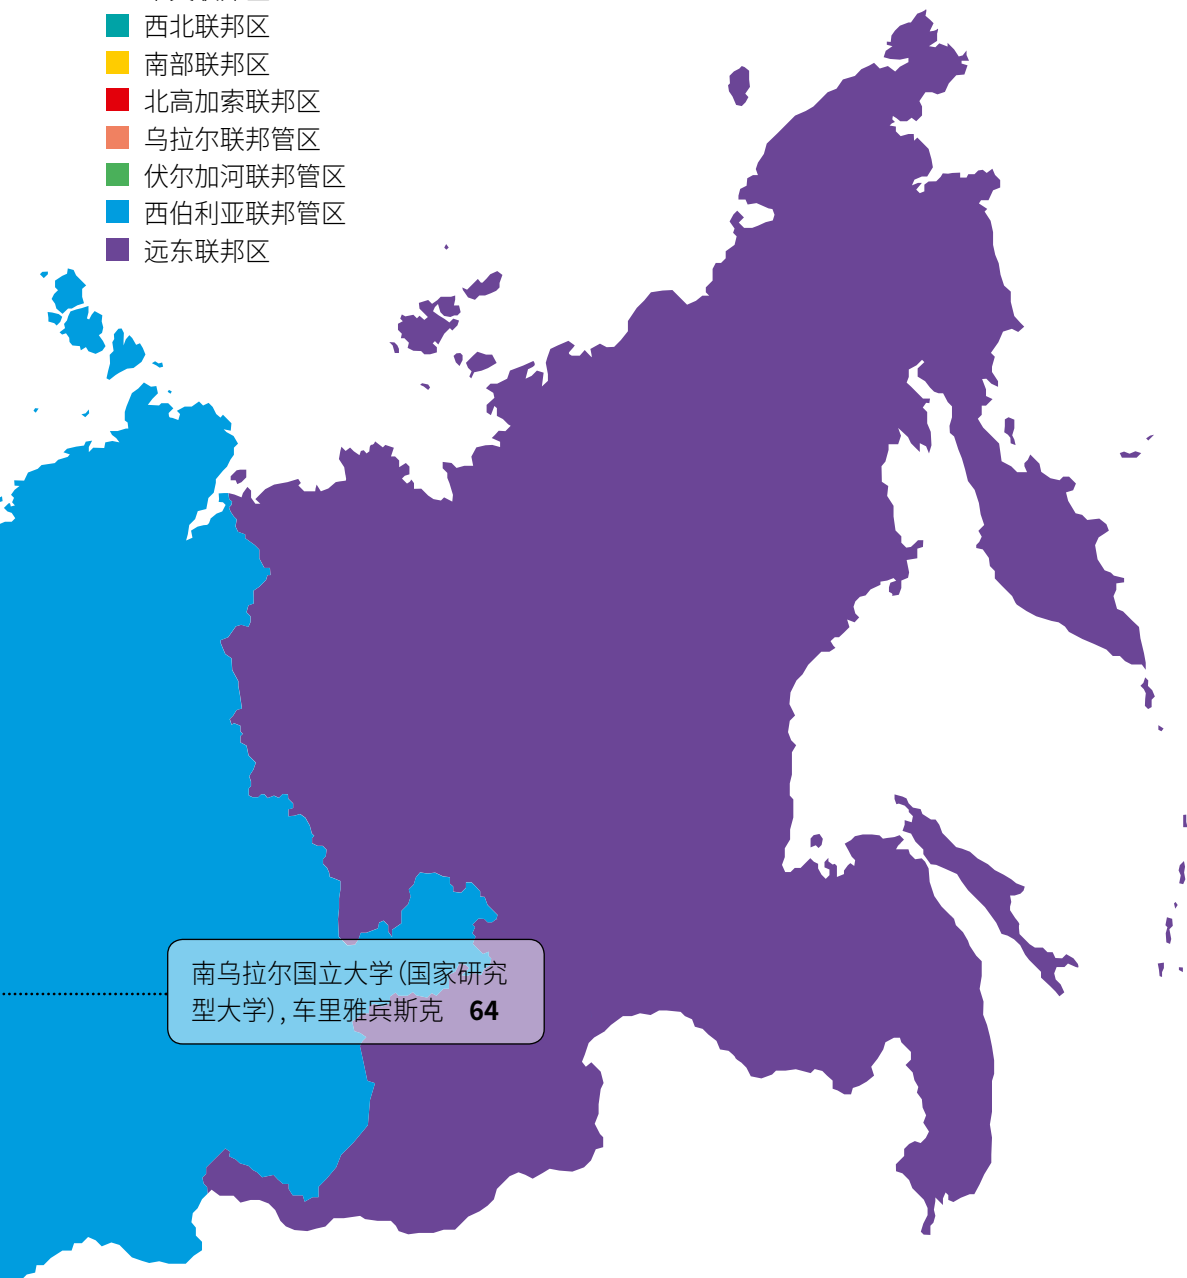 西北联邦区
南部联邦区
北高加索联邦区
乌拉尔联邦管区
伏尔加河联邦管区
西伯利亚联邦管区
远东联邦区
南乌拉尔国立大学（国家研究
型大学），车里雅宾斯克 64